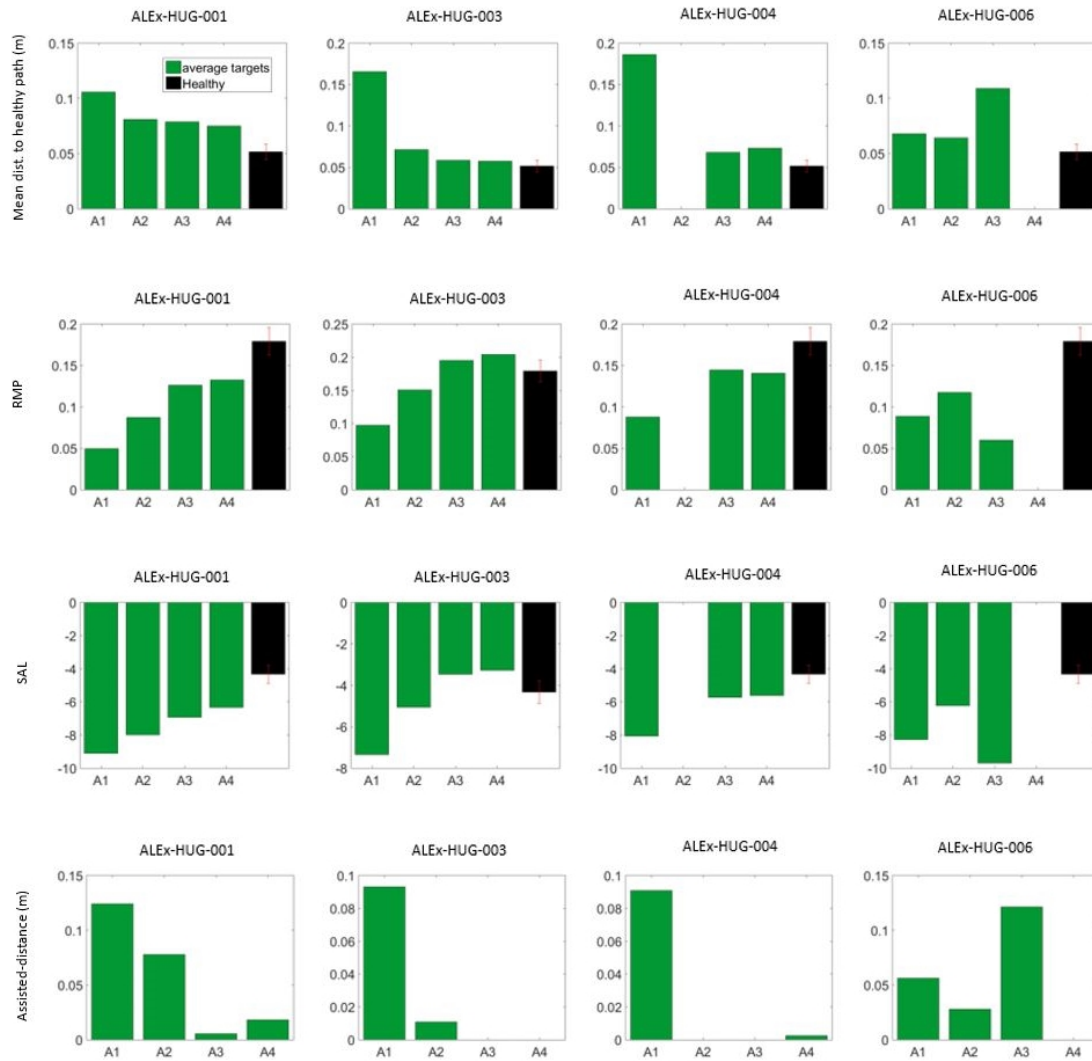 ALEx-HUG-001 ALEx-HUG-003 ALEx-HUG-004 ALEx-HUG-006
Mean dist. to healthy path (m)
0.15 0.1 0.05 0
average targets
Healthy
A1 A2 A3 A4
0.2 0.15 0.1 0.05 0
A1 A2 A3 A4
0.2 0.15 0.1 0.05 0
A1 A2 A3 A4
0.15 0.1 0.05 0
A1 A2 A3 A4
ALEx-HUG-001 ALEx-HUG-003 ALEx-HUG-004 ALEx-HUG-006
RMP
0.2 0.15 0.1 0.05 0
A1 A2 A3 A4
0.25 0.2 0.15 0.1 0.05 0
A1 A2 A3 A4
0.2 0.15 0.1 0.05 0
A1 A2 A3 A4
0.2 0.15 0.1 0.05 0
A1 A2 A3 A4
ALEx-HUG-001 ALEx-HUG-003 ALEx-HUG-004 ALEx-HUG-006
SAL
0 -2 -4 -6 -8 -10
A1 A2 A3 A4
0 -2 -4 -6 -8
A1 A2 A3 A4
0 -2 -4 -6 -8 -10
A1 A2 A3 A4
0 -2 -4 -6 -8 -10
A1 A2 A3 A4
ALEx-HUG-001 ALEx-HUG-003 ALEx-HUG-004 ALEx-HUG-006
Assisted-distance (m)
0.15 0.1 0.05 0
A1 A2 A3 A4
0.1 0.08 0.06 0.04 0.02 0
A1 A2 A3 A4
0.1 0.08 0.06 0.04 0.02 0
A1 A2 A3 A4
0.15 0.1 0.05 0
A1 A2 A3 A4